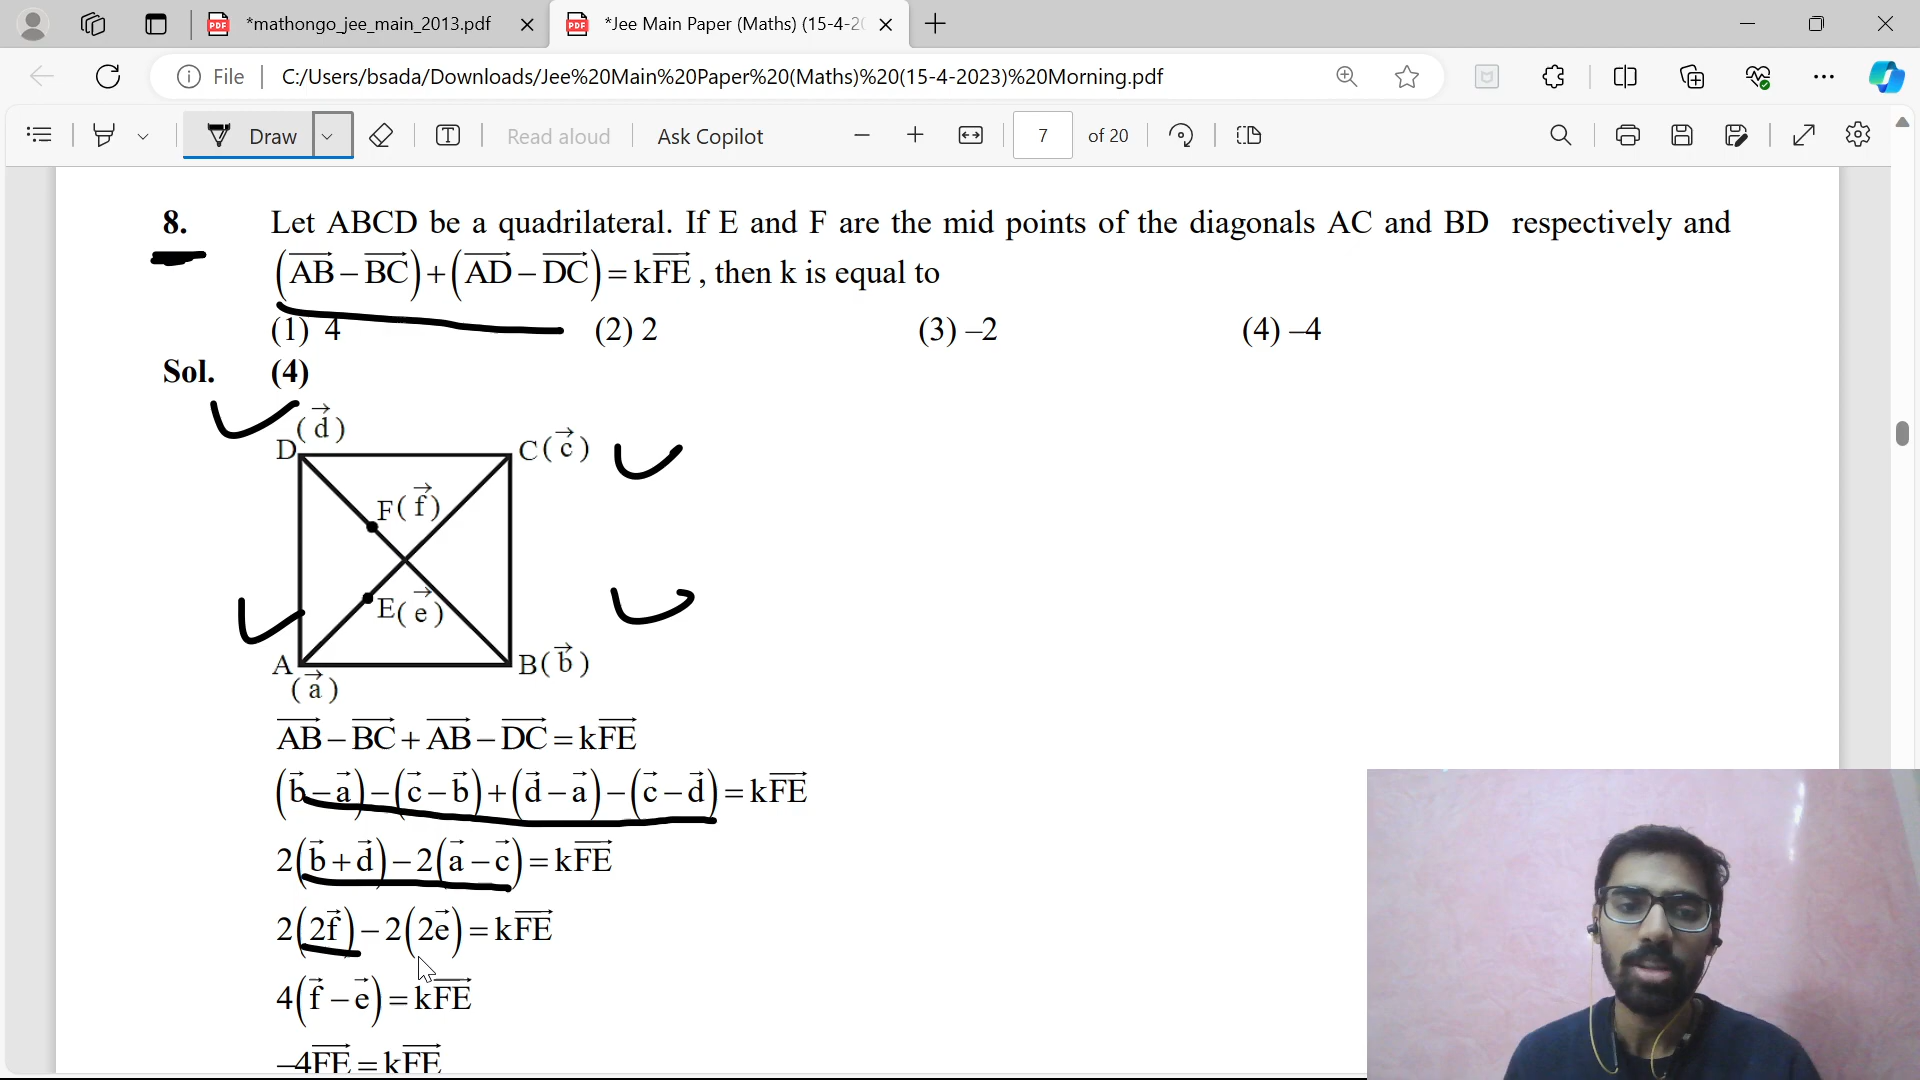 *mathongo_jee_main_2013.pdf
*Jee Main Paper (Maths) (15-4-20
File C:/Users/bsada/Downloads/Jee%20Main%20Paper%20(Maths)%20(15-4-2023)%20Morning.pdf
Draw Read aloud Ask Copilot 7 of 20
8. Let ABCD be a quadrilateral. If E and F are the mid points of the diagonals AC and BD respectively and
(AB⃗ − BC⃗) + (AD⃗ − DC⃗) = kFE⃗ , then k is equal to
(1) 4 (2) 2 (3) –2 (4) –4
Sol. (4)
D(d⃗)
C(c⃗)
F(f⃗)
E(e⃗)
A
B(b⃗)
(a⃗)
AB⃗ − BC⃗ + AB⃗ − DC⃗ = kFE⃗
(b⃗ − a⃗) − (c⃗ − b⃗) + (d⃗ − a⃗) − (c⃗ − d⃗) = kFE⃗
2(b⃗ + d⃗) − 2(a⃗ − c⃗) = kFE⃗
2(2f⃗) − 2(2e⃗) = kFE⃗
4(f⃗ − e⃗) = kFE⃗
−4FE⃗ = kFE⃗